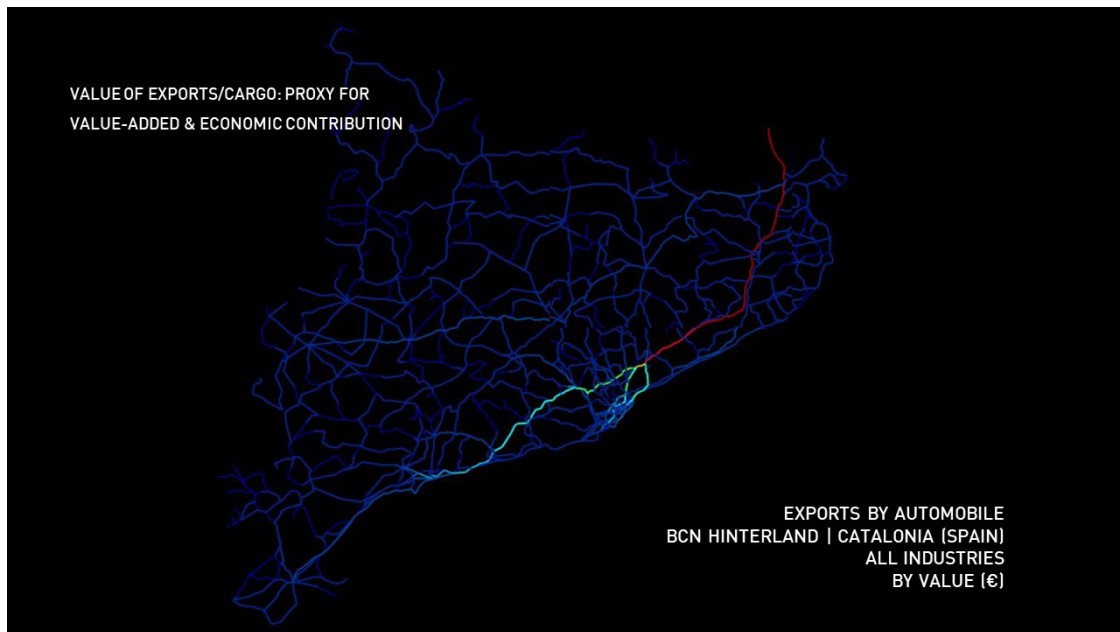 VALUE OF EXPORTS/CARGO: PROXY FOR
VALUE-ADDED & ECONOMIC CONTRIBUTION
EXPORTS BY AUTOMOBILE
BCN HINTERLAND | CATALONIA (SPAIN)
ALL INDUSTRIES
BY VALUE (€)